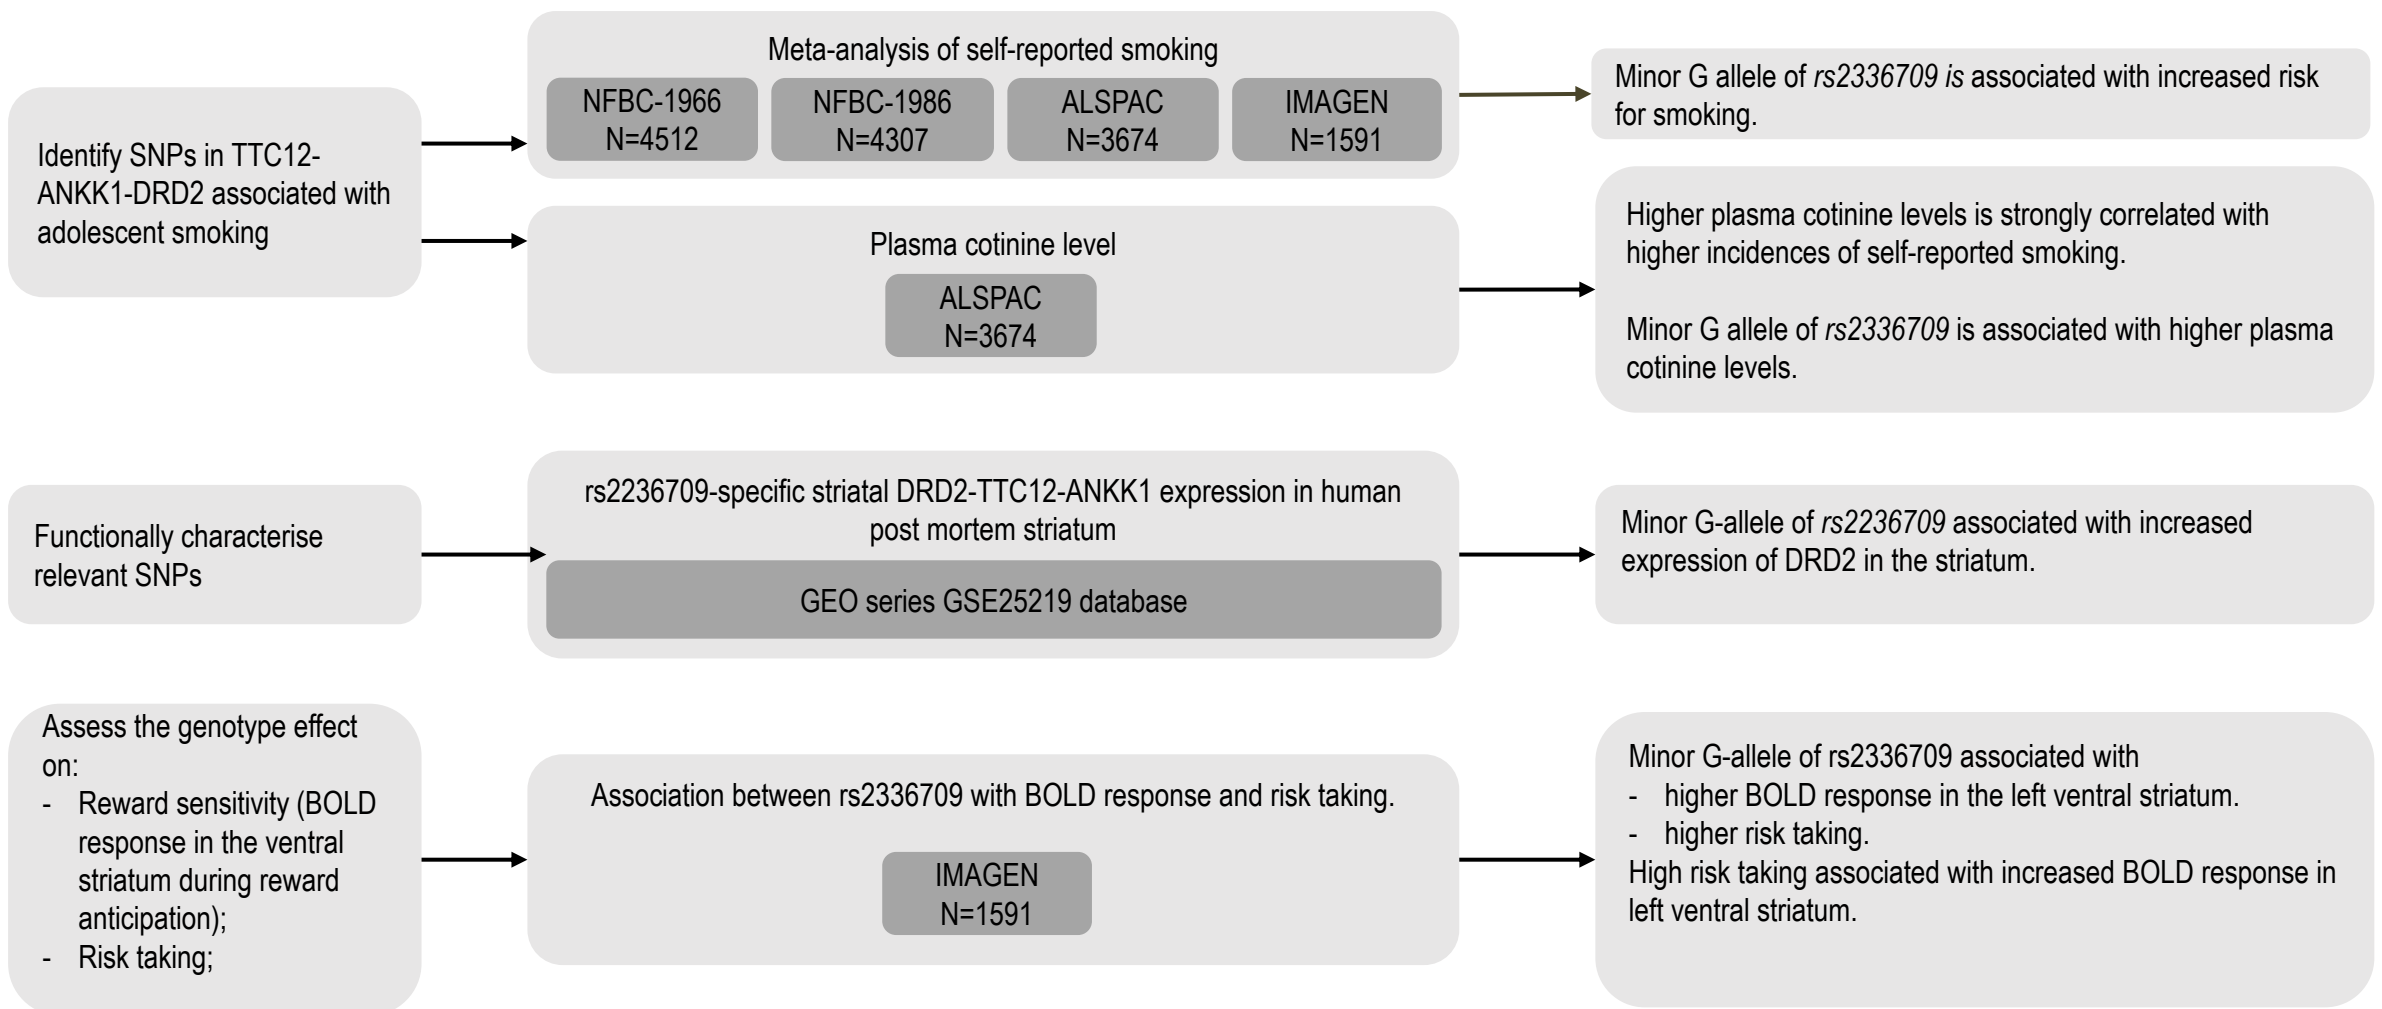 Identify SNPs in TTC12-
ANKK1-DRD2 associated with
adolescent smoking
Meta-analysis of self-reported smoking
NFBC-1966
N=4512
NFBC-1986
N=4307
ALSPAC
N=3674
IMAGEN
N=1591
Minor G allele of rs2336709 is associated with increased risk
for smoking.
Plasma cotinine level
ALSPAC
N=3674
Higher plasma cotinine levels is strongly correlated with
higher incidences of self-reported smoking.
Minor G allele of rs2336709 is associated with higher plasma
cotinine levels.
Functionally characterise
relevant SNPs
rs2236709-specific striatal DRD2-TTC12-ANKK1 expression in human
post mortem striatum
GEO series GSE25219 database
Minor G-allele of rs2236709 associated with increased
expression of DRD2 in the striatum.
Assess the genotype effect
on:
- Reward sensitivity (BOLD
response in the ventral
striatum during reward
anticipation);
- Risk taking;
Association between rs2336709 with BOLD response and risk taking.
IMAGEN
N=1591
Minor G-allele of rs2336709 associated with
- higher BOLD response in the left ventral striatum.
- higher risk taking.
High risk taking associated with increased BOLD response in
left ventral striatum.